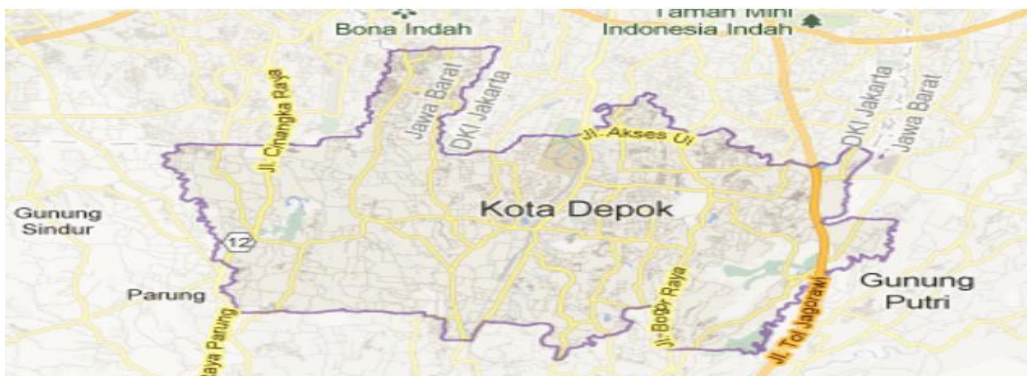 Taman Mini
Indonesia Indah
Bona Indah
Jl. Cinangka Raya
Jawa Barat
DKI Jakarta
Jl. Akses UI
DKI Jakarta
Jawa Barat
Kota Depok
Gunung
Sindur
12
Parung
Gunung
Putri
Jl. Bogor Raya
Jl. Tol Jagorawi
Raya Parung